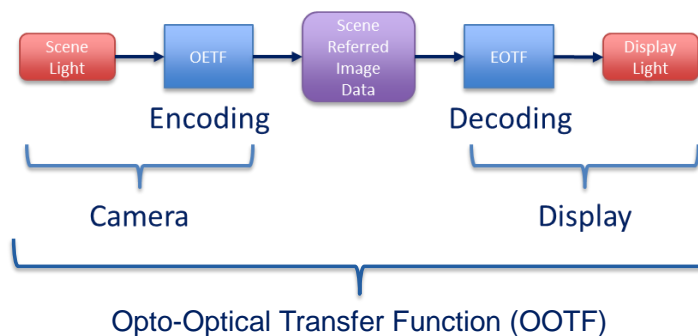 Scene
Light
OETF
Scene
Referred
Image
Data
EOTF
Display
Light
Encoding
Decoding
Camera
Display
Opto-Optical Transfer Function (OOTF)